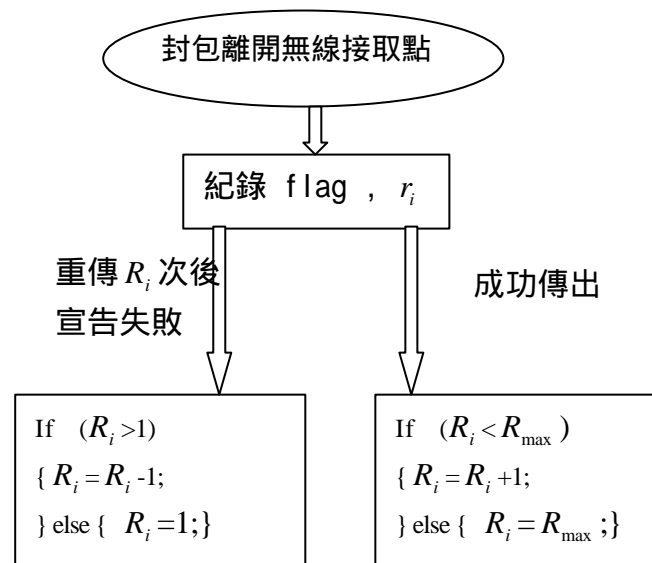 封包離開無線接取點
紀錄 flag , r_i
重傳 R_i 次後
宣告失敗
成功傳出
If (R_i >1)
{ R_i = R_i -1;
} else { R_i =1;}
If (R_i < R_max )
{ R_i = R_i +1;
} else { R_i = R_max ;}